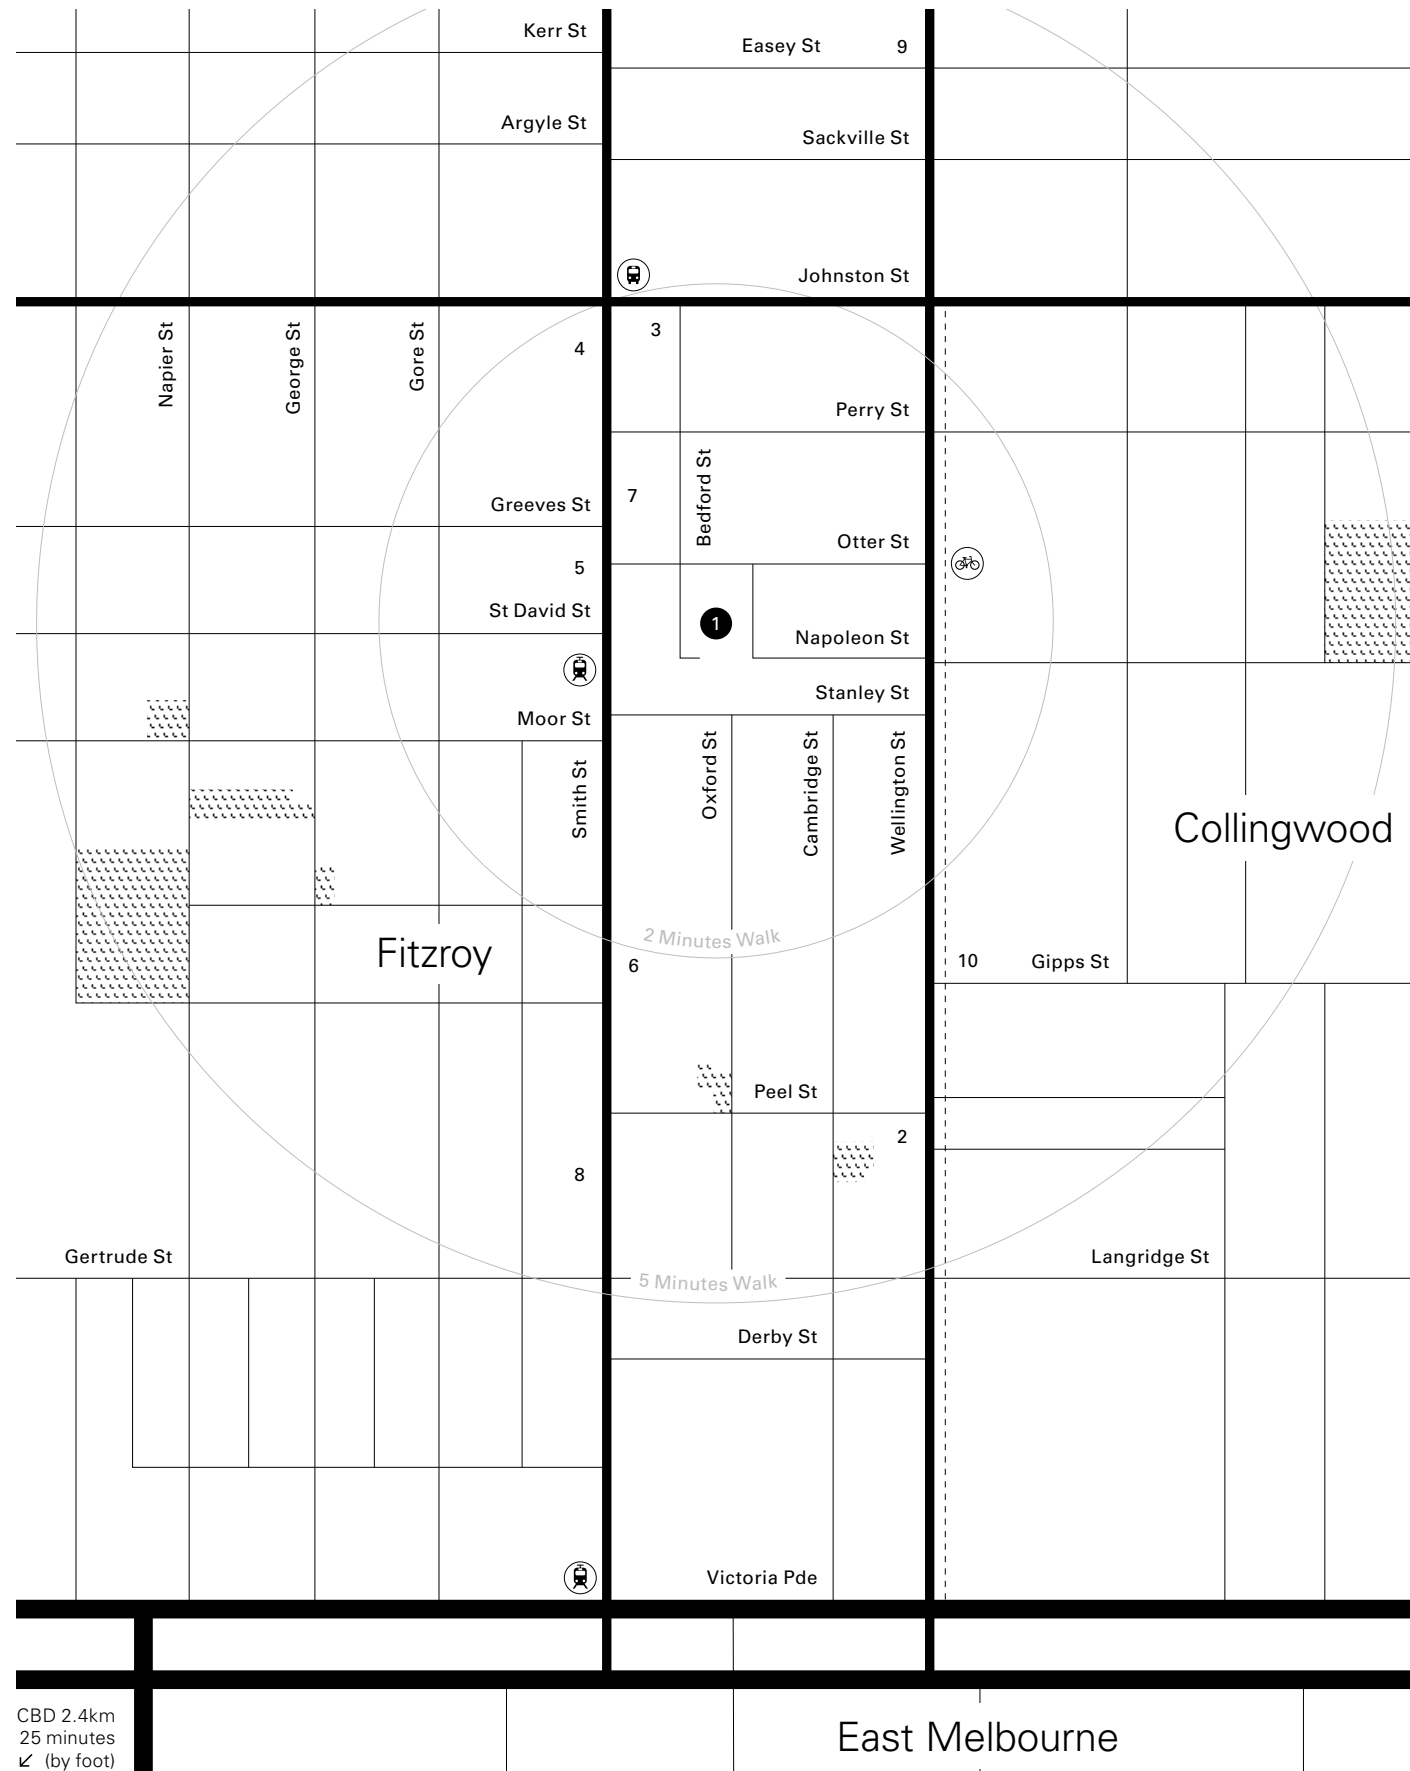 Kerr St
Easey St
9
Argyle St
Sackville St
Johnston St
Napier St
George St
Gore St
4
3
Perry St
Bedford St
7
Greeves St
Otter St
5
St David St
1
Napoleon St
Stanley St
Moor St
Smith St
Oxford St
Cambridge St
Wellington St
Collingwood
2 Minutes Walk
Fitzroy
6
10
Gipps St
Peel St
2
8
Gertrude St
Langridge St
5 Minutes Walk
Derby St
Victoria Pde
CBD 2.4km
25 minutes
↙ (by foot)
East Melbourne